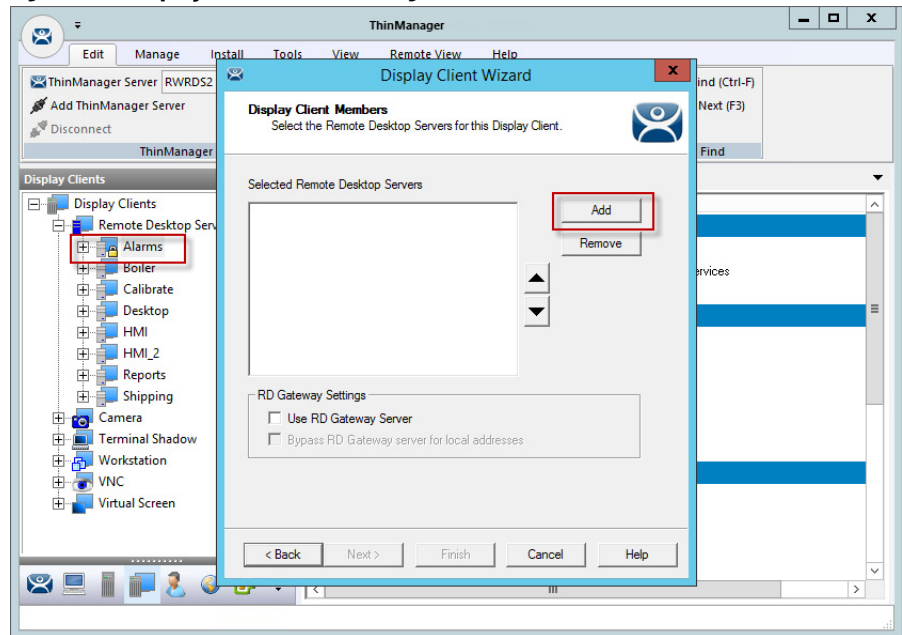 ThinManager
Edit Manage Install Tools View Remote View Help
ThinManager Server RWRDS2
Add ThinManager Server
Disconnect
ThinManager
ind (Ctrl-F)
Next (F3)
Find
Display Clients
Display Clients
Remote Desktop Serv
Alarms
Boiler
Calibrate
Desktop
HMI
HMI_2
Reports
Shipping
Camera
Terminal Shadow
Workstation
VNC
Virtual Screen
Display Client Wizard
x
Display Client Members
Select the Remote Desktop Servers for this Display Client.
Selected Remote Desktop Servers
Add
Remove
RD Gateway Settings
Use RD Gateway Server
Bypass RD Gateway server for local addresses
< Back Next > Finish Cancel Help
ervices